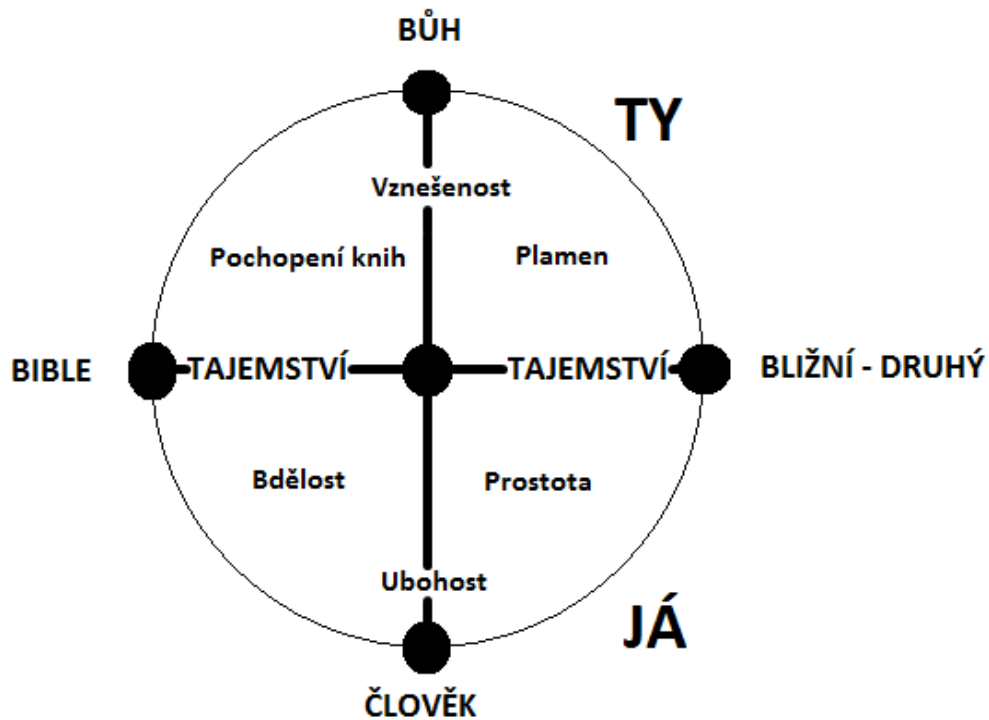 BŮH
TY
Vznešenost
Pochopení knih
Plamen
BIBLE
TAJEMSTVÍ
TAJEMSTVÍ
BLIŽNÍ - DRUHÝ
Bdělost
Prostota
Ubohost
JÁ
ČLOVĚK